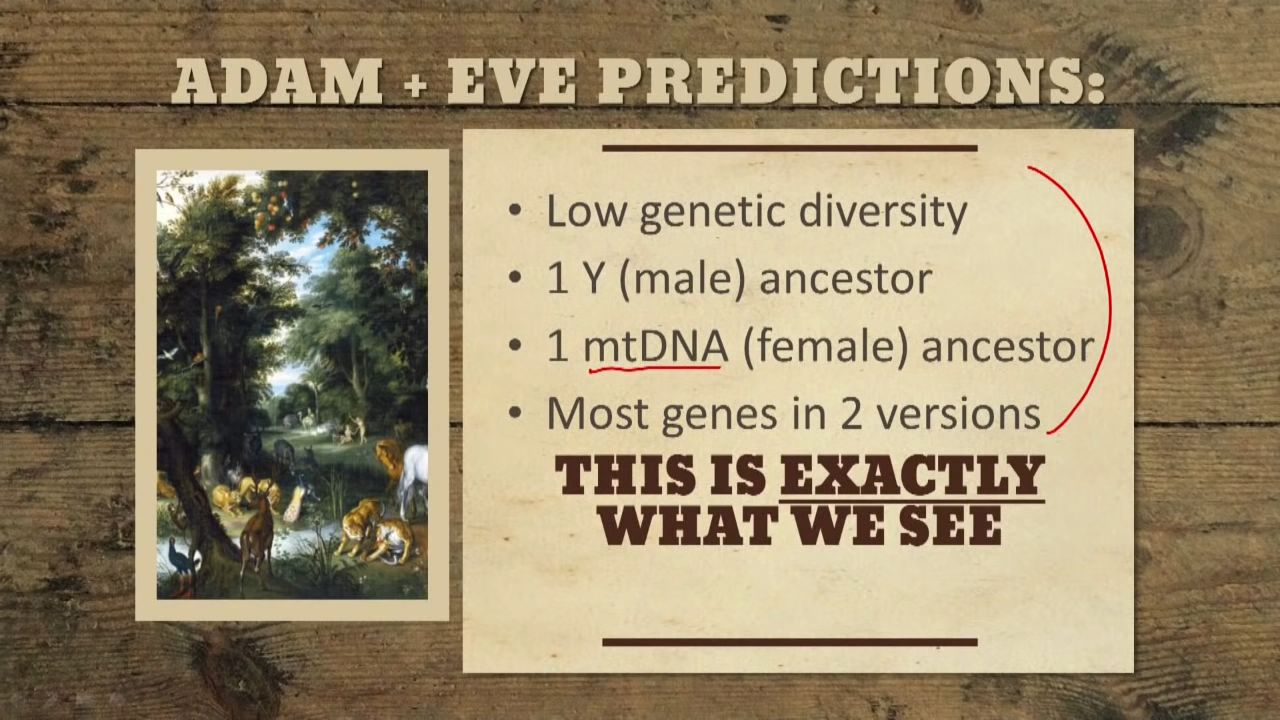 ADAM + EVE PREDICTIONS:
• Low genetic diversity
• 1 Y (male) ancestor
• 1 mtDNA (female) ancestor
• Most genes in 2 versions
THIS IS EXACTLY
WHAT WE SEE